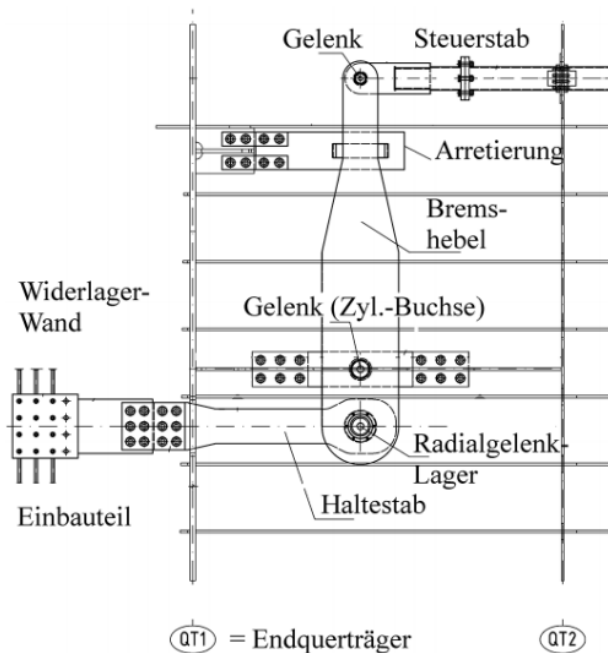 Gelenk
Steuerstab
Arretierung
Brems-
hebel
Widerlager-
Wand
Gelenk (Zyl.-Buchse)
Radialgelenk-
Lager
Einbauteil
Haltestab
QT1 = Endquerträger
QT2